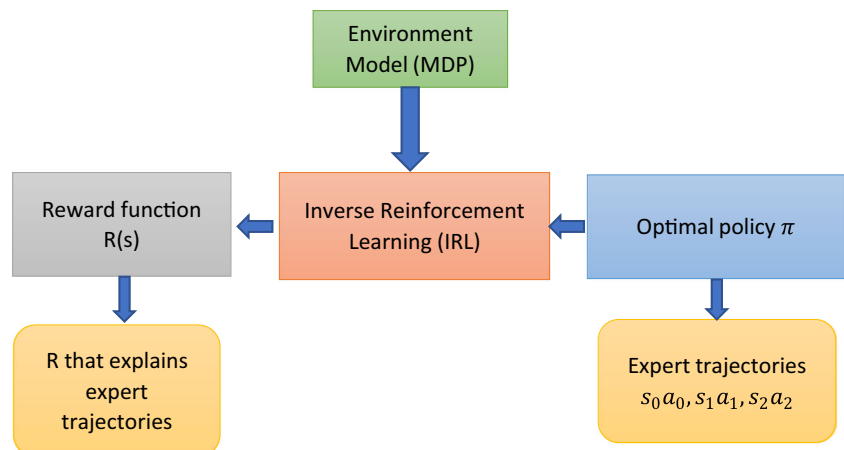 Environment
Model (MDP)
Reward function
R(s)
Inverse Reinforcement
Learning (IRL)
Optimal policy π
R that explains
expert
trajectories
Expert trajectories
s₀a₀, s₁a₁, s₂a₂